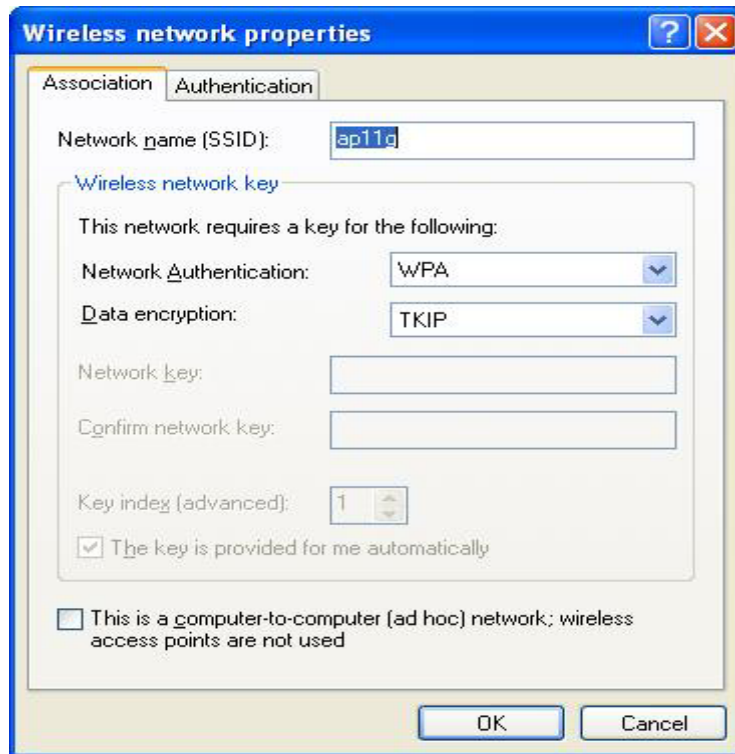 Wireless network properties
?
Association Authentication
Network name (SSID): ap11g
Wireless network key
This network requires a key for the following:
Network Authentication: WPA
Data encryption: TKIP
Network key:
Confirm network key:
Key index (advanced): 1
The key is provided for me automatically
This is a computer-to-computer (ad hoc) network; wireless
access points are not used
OK Cancel